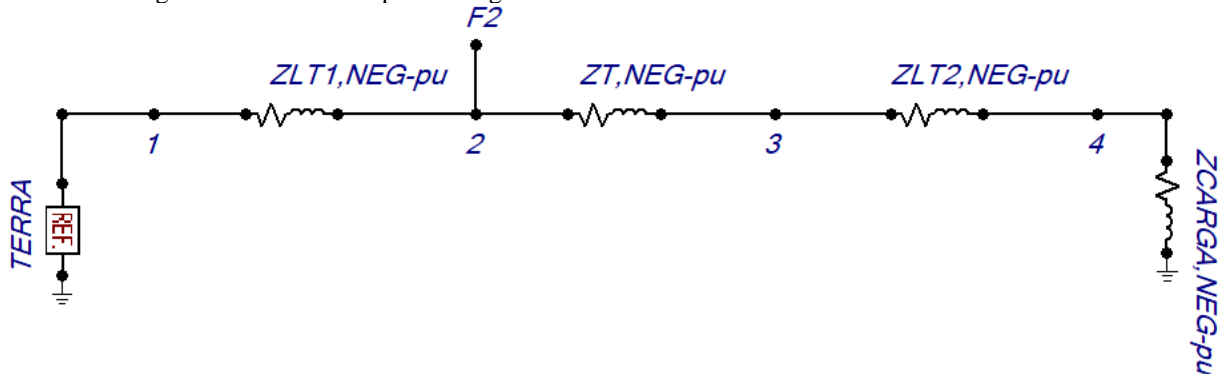 F2
ZLT1,NEG-pu
ZT,NEG-pu
ZLT2,NEG-pu
1
2
3
4
TERRA
REF.
ZCARGA,NEG-pu